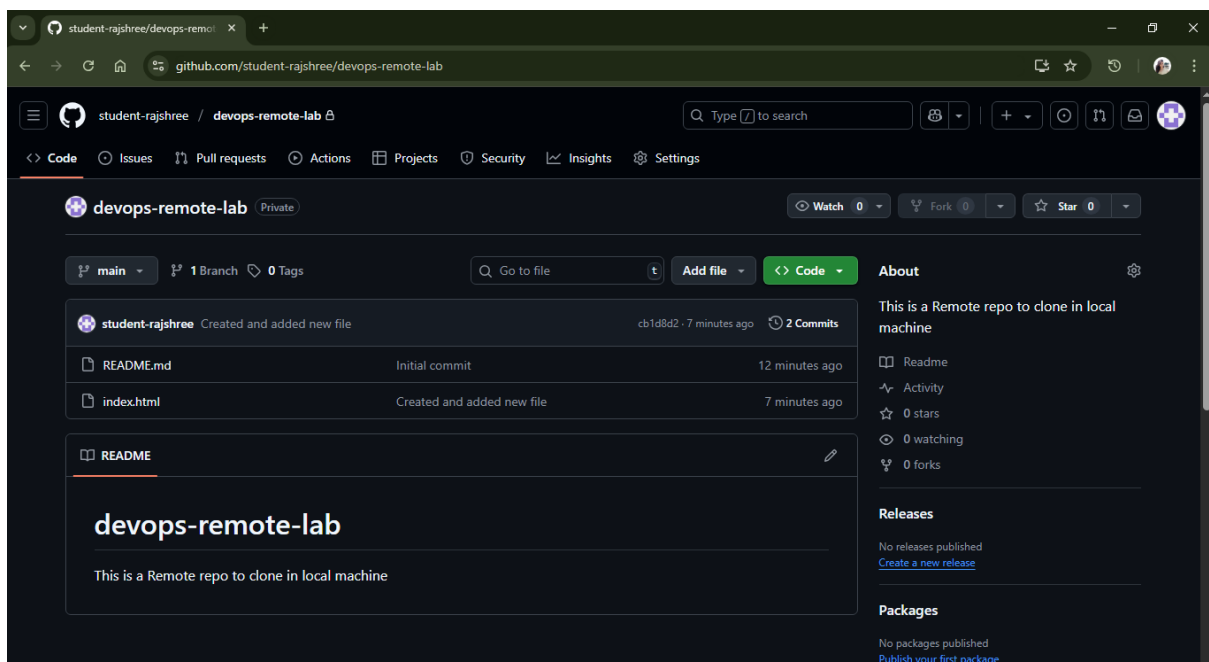 student-rajshree/devops-remot
github.com/student-rajshree/devops-remote-lab
student-rajshree / devops-remote-lab
Type / to search
Code Issues Pull requests Actions Projects Security Insights Settings
devops-remote-lab Private
Watch 0 Fork 0 Star 0
main 1 Branch 0 Tags Go to file t Add file Code
student-rajshree Created and added new file cb1d8d2 · 7 minutes ago 2 Commits
README.md Initial commit 12 minutes ago
index.html Created and added new file 7 minutes ago
README
devops-remote-lab
This is a Remote repo to clone in local machine
About
This is a Remote repo to clone in local
machine
Readme
Activity
0 stars
0 watching
0 forks
Releases
No releases published
Create a new release
Packages
No packages published
Publish your first package